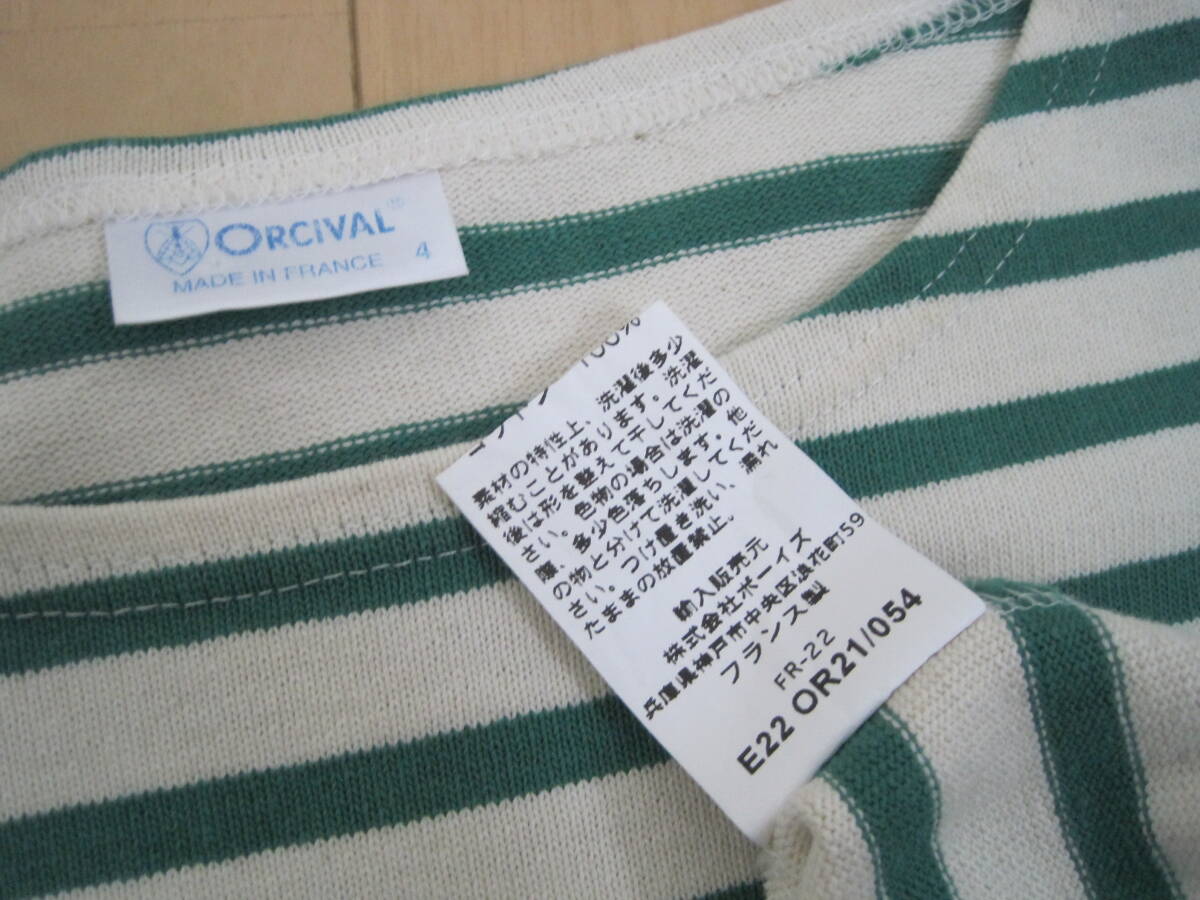 ORCIVAL®
MADE IN FRANCE 4
コットン 100%
素材の特性上、洗濯後多少
縮むことがあります。洗濯
後は形を整えて干してくだ
さい。色物の場合は洗濯の
際、多少色落ちします。他
の物と分けて洗濯してくだ
さい。つけ置き洗い、濡れ
たままの放置禁止。
輸入販売元
株式会社ボーイズ
兵庫県神戸市中央区浪花町59
フランス製
FR-22
E22 OR21/054